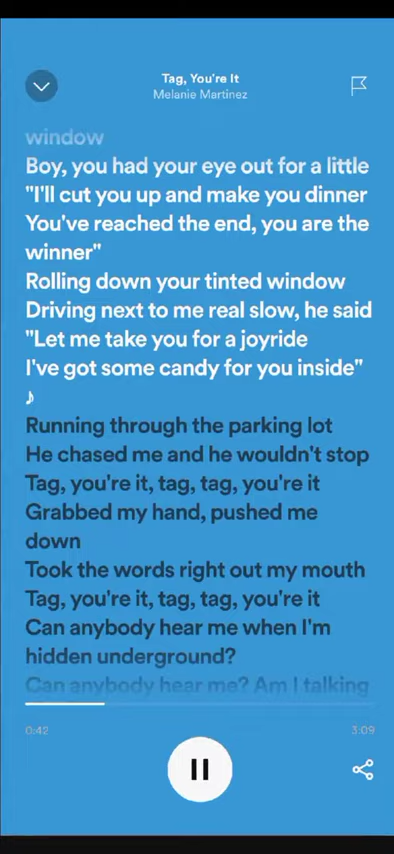 Tag, You're It
Melanie Martinez
window
Boy, you had your eye out for a little
"I'll cut you up and make you dinner
You've reached the end, you are the
winner"
Rolling down your tinted window
Driving next to me real slow, he said
"Let me take you for a joyride
I've got some candy for you inside"
♪
Running through the parking lot
He chased me and he wouldn't stop
Tag, you're it, tag, tag, you're it
Grabbed my hand, pushed me
down
Took the words right out my mouth
Tag, you're it, tag, tag, you're it
Can anybody hear me when I'm
hidden underground?
Can anybody hear me? Am I talking
0:42
3:09